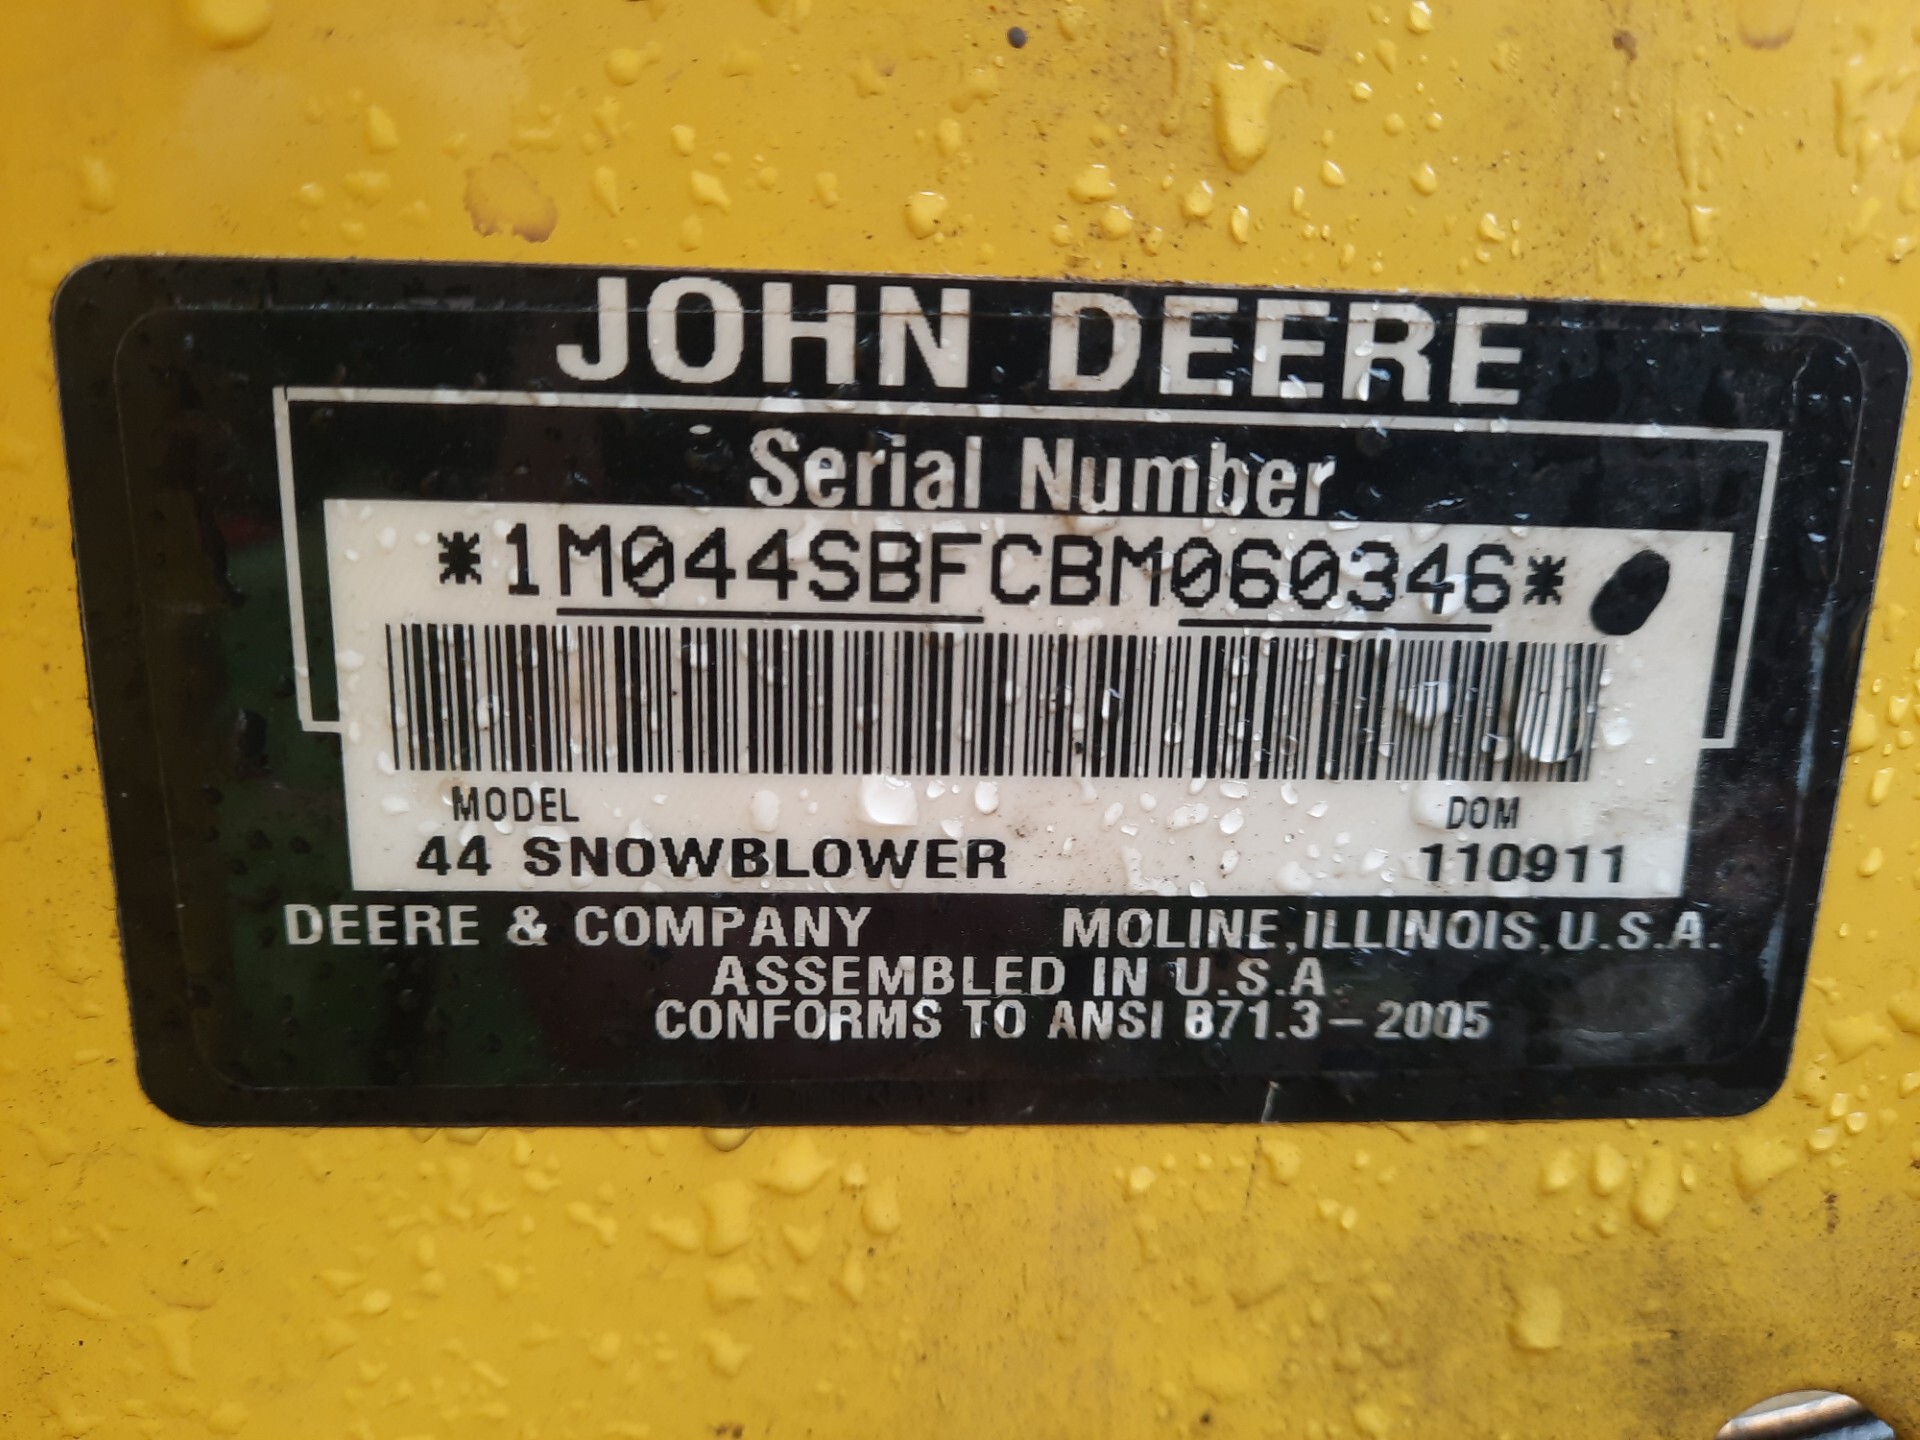 JOHN DEERE
Serial Number
*1M044SBFCBM060346*
MODEL DOM
44 SNOWBLOWER 110911
DEERE & COMPANY MOLINE,ILLINOIS,U.S.A.
ASSEMBLED IN U.S.A.
CONFORMS TO ANSI B71.3-2005